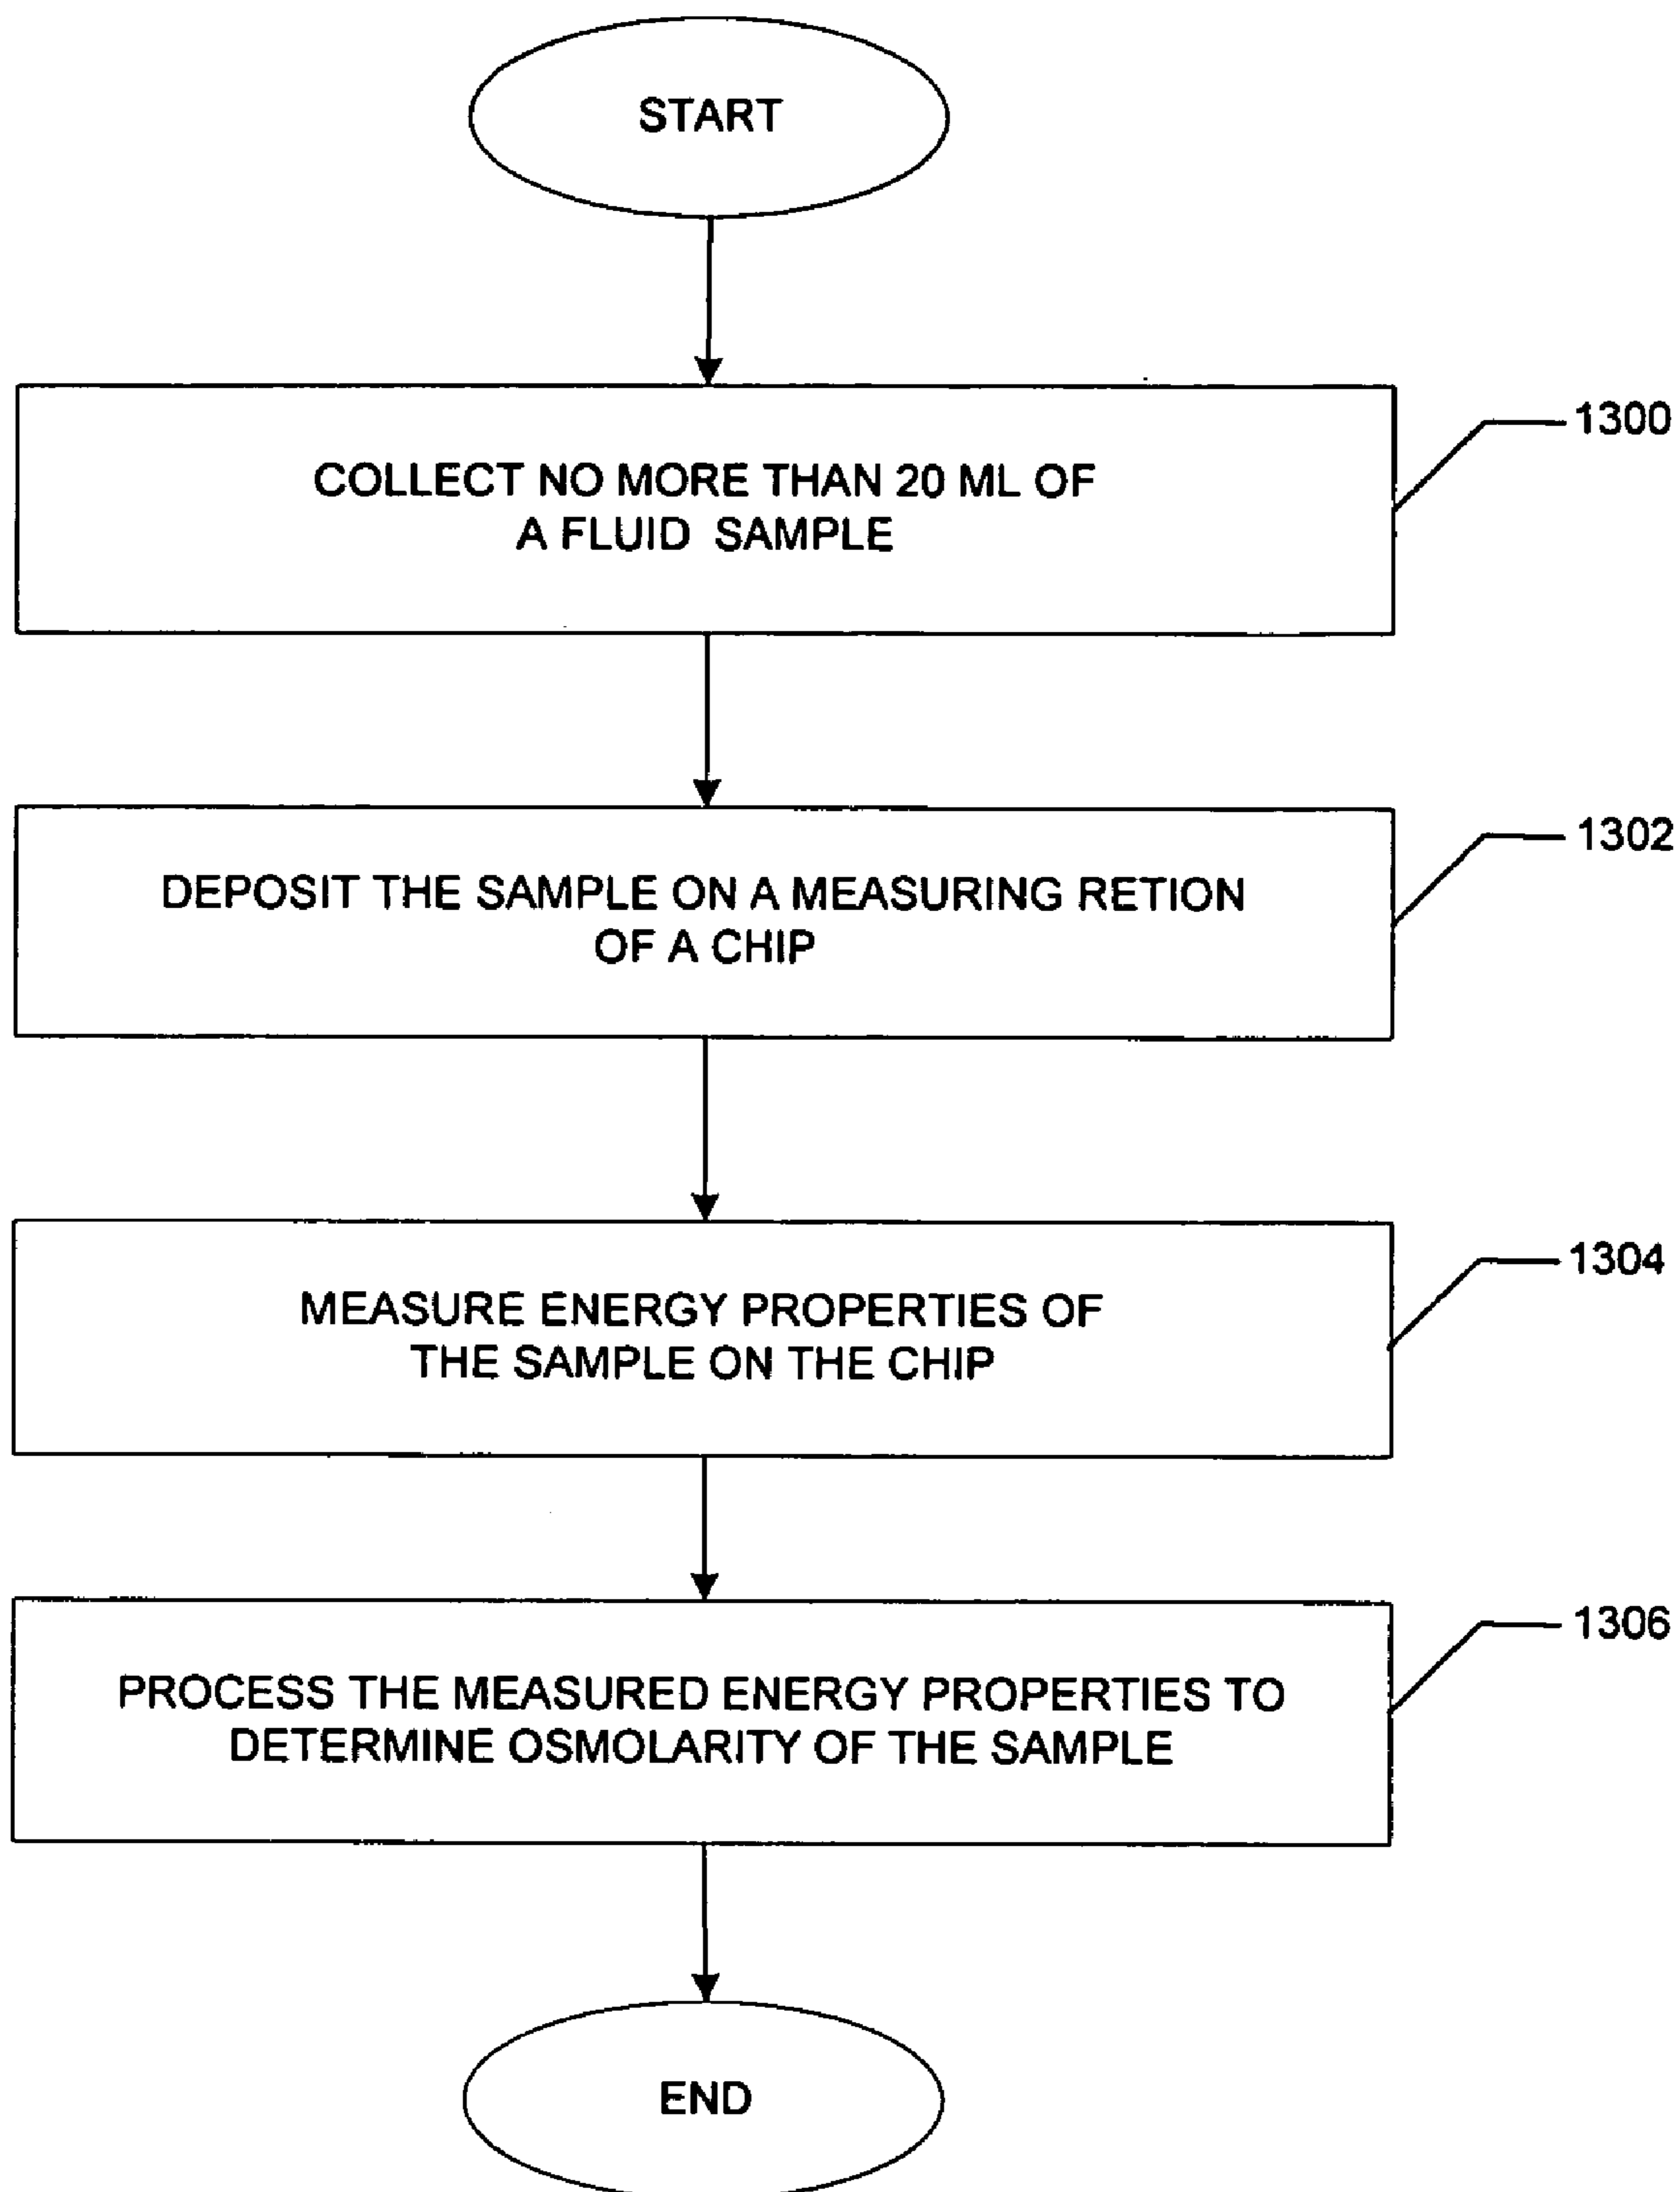 START
1300
COLLECT NO MORE THAN 20 ML OF
A FLUID SAMPLE
1302
DEPOSIT THE SAMPLE ON A MEASURING RETION
OF A CHIP
1304
MEASURE ENERGY PROPERTIES OF
THE SAMPLE ON THE CHIP
1306
PROCESS THE MEASURED ENERGY PROPERTIES TO
DETERMINE OSMOLARITY OF THE SAMPLE
END